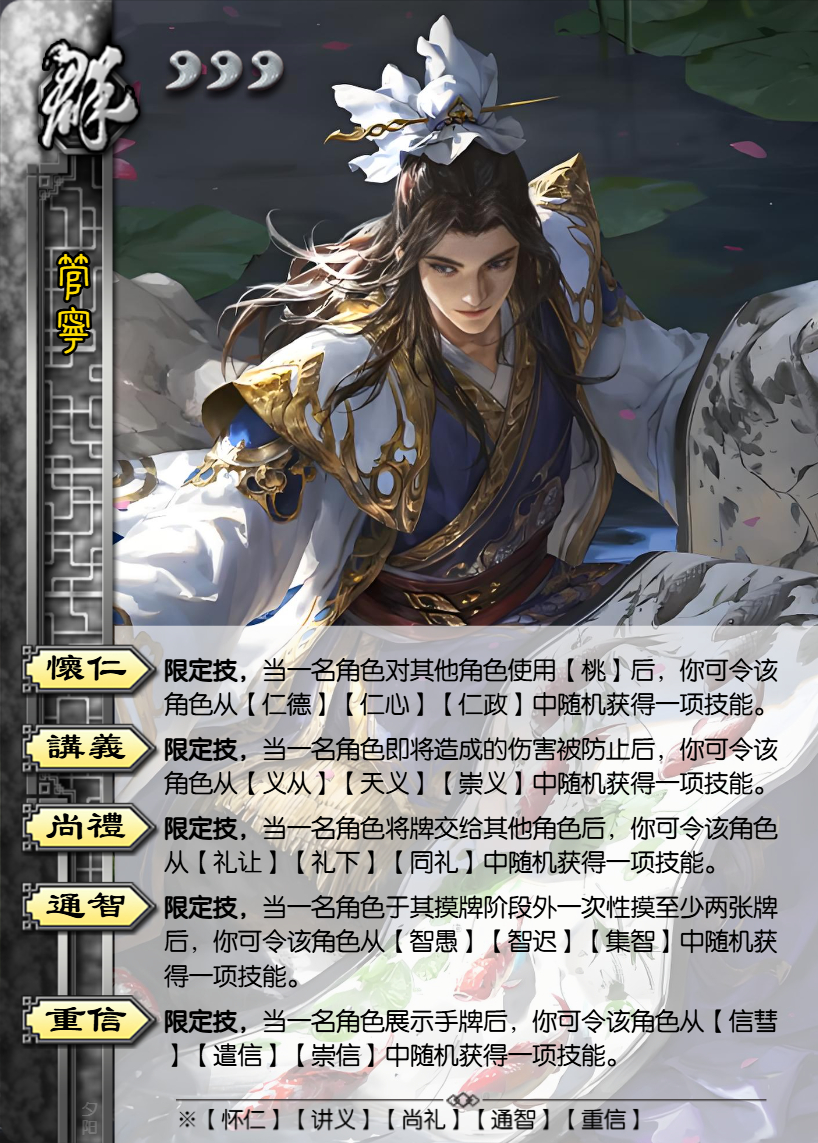 群
管寧
懷仁
限定技，当一名角色对其他角色使用【桃】后，你可令该
角色从【仁德】【仁心】【仁政】中随机获得一项技能。
講義
限定技，当一名角色即将造成的伤害被防止后，你可令该
角色从【义从】【天义】【崇义】中随机获得一项技能。
尚禮
限定技，当一名角色将牌交给其他角色后，你可令该角色
从【礼让】【礼下】【同礼】中随机获得一项技能。
通智
限定技，当一名角色于其摸牌阶段外一次性摸至少两张牌
后，你可令该角色从【智愚】【智迟】【集智】中随机获
得一项技能。
重信
限定技，当一名角色展示手牌后，你可令该角色从【信彗
】【遣信】【崇信】中随机获得一项技能。
※【怀仁】【讲义】【尚礼】【通智】【重信】
夕阳